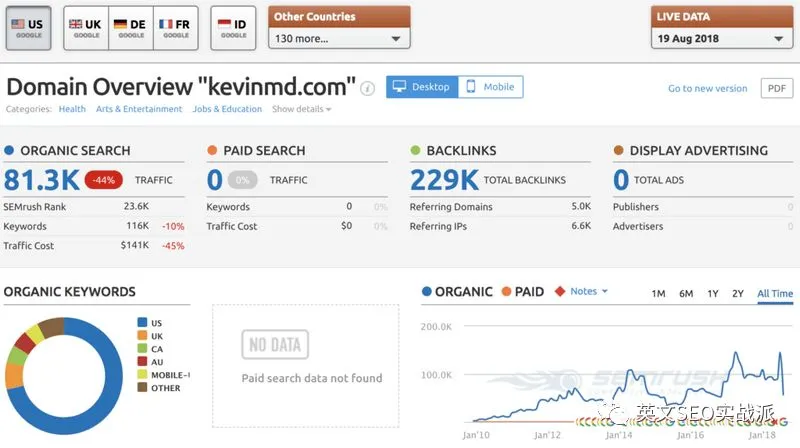 US UK DE FR ID
GOOGLE GOOGLE GOOGLE GOOGLE GOOGLE
Other Countries
130 more...
LIVE DATA
19 Aug 2018
Domain Overview "kevinmd.com" i
Desktop Mobile
Go to new version PDF
Categories: Health Arts & Entertainment Jobs & Education Show details
ORGANIC SEARCH
81.3K -44% TRAFFIC
SEMrush Rank 23.6K
Keywords 116K -10%
Traffic Cost $141K -45%
PAID SEARCH
0 0% TRAFFIC
Keywords 0 0%
Traffic Cost $0 0%
BACKLINKS
229K TOTAL BACKLINKS
Referring Domains 5.0K
Referring IPs 6.6K
DISPLAY ADVERTISING
0 TOTAL ADS
Publishers 0
Advertisers 0
ORGANIC KEYWORDS
US
UK
CA
AU
MOBILE-
OTHER
NO DATA
Paid search data not found
ORGANIC PAID Notes 1M 6M 1Y 2Y All Time
200.0K
100.0K
SEMRUSH
英文SEO实战派
Jan'10 Jan'12 Jan'14 Jan'16 Jan'18